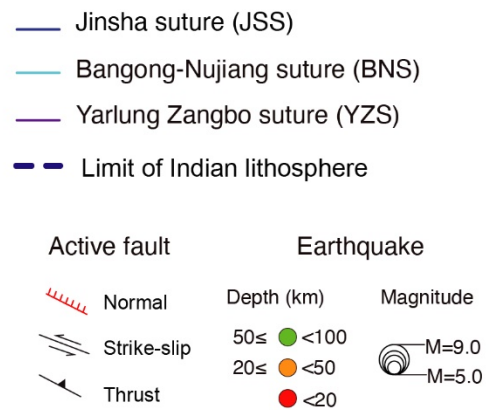 Jinsha suture (JSS)
Bangong-Nujiang suture (BNS)
Yarlung Zangbo suture (YZS)
Limit of Indian lithosphere
Active fault
Normal
Strike-slip
Thrust
Earthquake
Depth (km)
50≤ <100
20≤ <50
<20
Magnitude
M=9.0
M=5.0